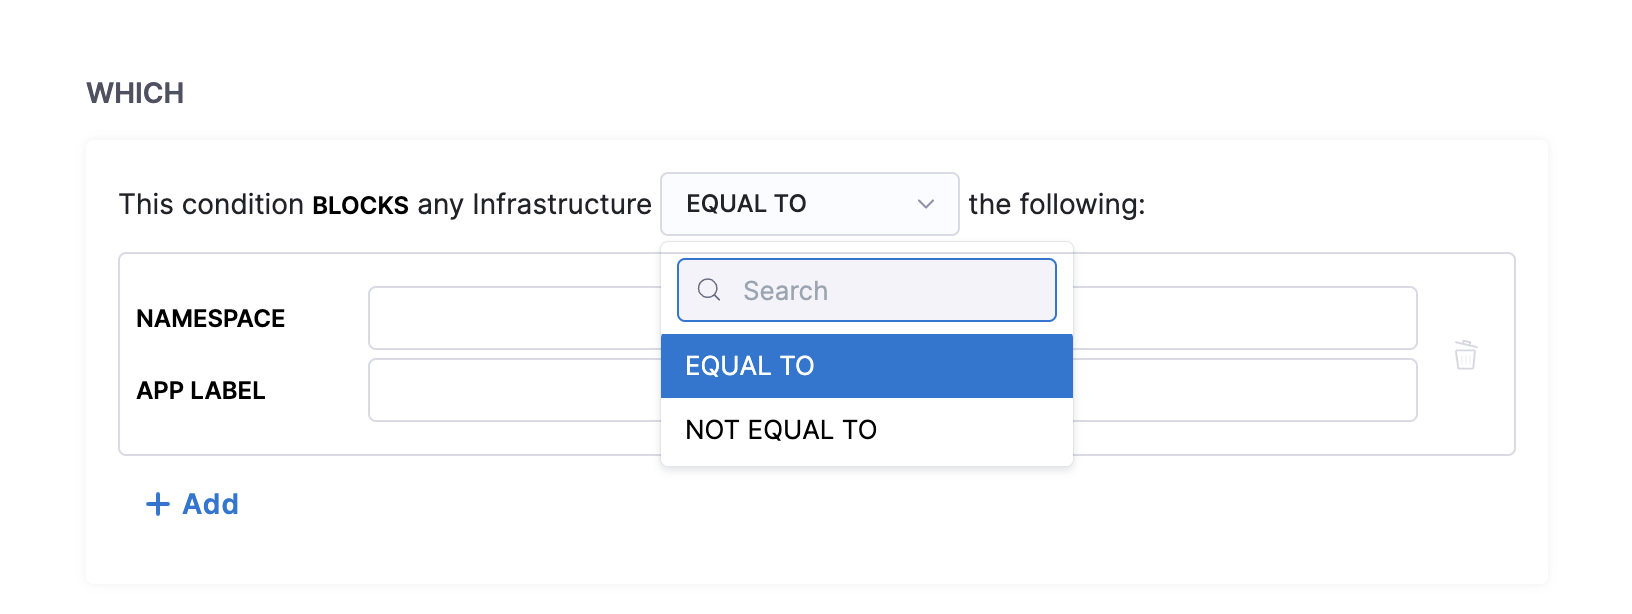 WHICH
This condition BLOCKS any Infrastructure EQUAL TO the following:
Search
NAMESPACE
EQUAL TO
APP LABEL
NOT EQUAL TO
+ Add